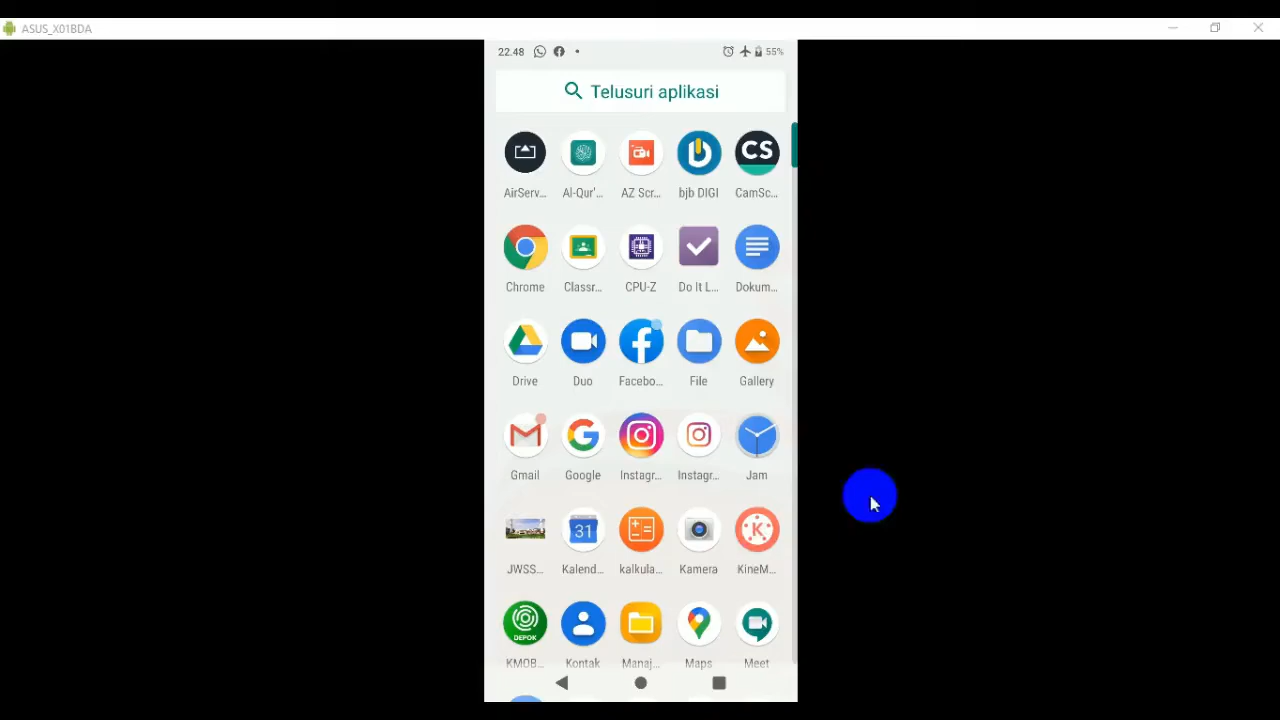 ASUS_X01BDA
22.48
55%
Telusuri aplikasi
AirServ... Al-Qur'... AZ Scr... bjb DIGI CamSc...
CS
Chrome Classr... CPU-Z Do It L... Dokum...
Drive Duo Facebo... File Gallery
Gmail Google Instagr... Instagr... Jam
31
JWSS... Kalend... kalkula... Kamera KineM...
DEPOK
KMOB... Kontak Manaj... Maps Meet